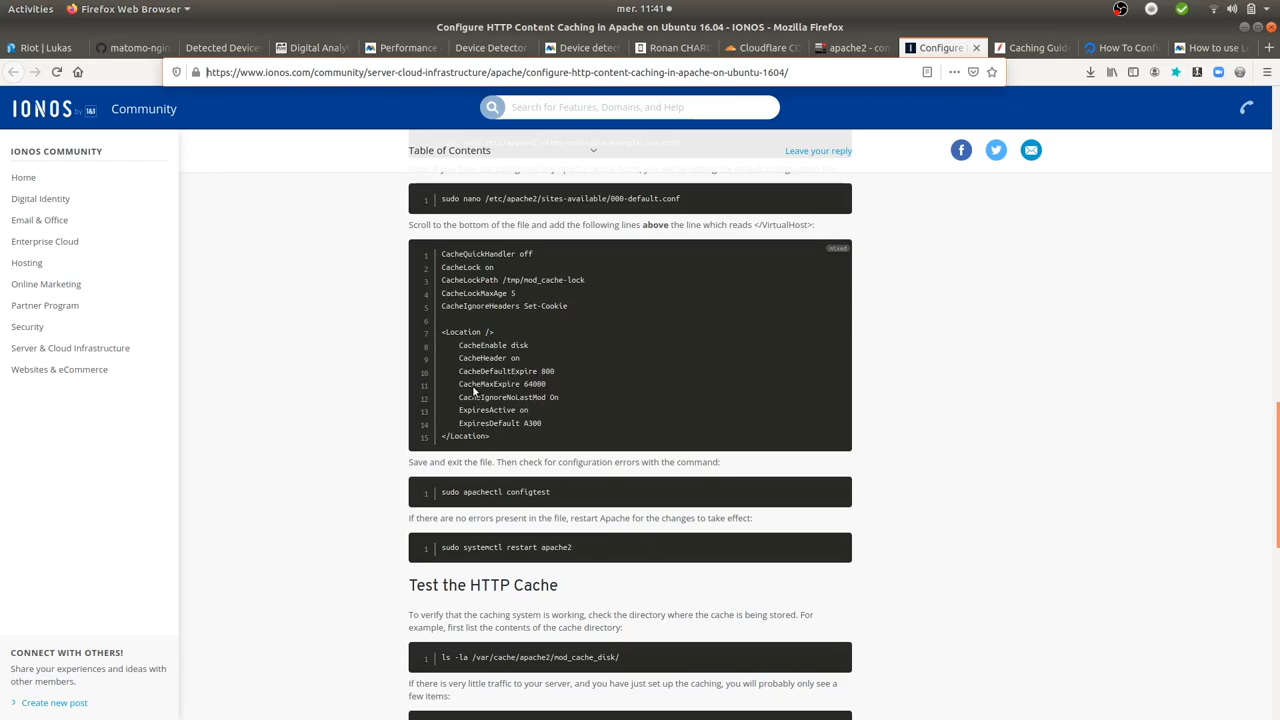 Activités
Firefox Web Browser
mer. 11:41
Configure HTTP Content Caching in Apache on Ubuntu 16.04 - IONOS - Mozilla Firefox
Riot | Lukas
matomo-ngin
Detected Device
Digital Analy
Performance
Device Detector
Device detect
Ronan CHARD
Cloudflare CD
apache2 - con
Configure
Caching Guid
How To Confi
How to use Lo
https://www.ionos.com/community/server-cloud-infrastructure/apache/configure-http-content-caching-in-apache-on-ubuntu-1604/
IONOS by 1&1
Community
Search for Features, Domains, and Help
IONOS COMMUNITY
Home
Digital Identity
Email & Office
Enterprise Cloud
Hosting
Online Marketing
Partner Program
Security
Server & Cloud Infrastructure
Websites & eCommerce
CONNECT WITH OTHERS!
Share your experiences and ideas with
other members.
Create new post
Table of Contents
Leave your reply
1 sudo nano /etc/apache2/sites-available/000-default.conf
Scroll to the bottom of the file and add the following lines above the line which reads </VirtualHost>:
mixed
1 CacheQuickHandler off
2 CacheLock on
3 CacheLockPath /tmp/mod_cache-lock
4 CacheLockMaxAge 5
5 CacheIgnoreHeaders Set-Cookie
6
7 <Location />
8 CacheEnable disk
9 CacheHeader on
10 CacheDefaultExpire 800
11 CacheMaxExpire 64000
12 CacheIgnoreNoLastMod On
13 ExpiresActive on
14 ExpiresDefault A300
15 </Location>
Save and exit the file. Then check for configuration errors with the command:
1 sudo apachectl configtest
If there are no errors present in the file, restart Apache for the changes to take effect:
1 sudo systemctl restart apache2
Test the HTTP Cache
To verify that the caching system is working, check the directory where the cache is being stored. For
example, first list the contents of the cache directory:
1 ls -la /var/cache/apache2/mod_cache_disk/
If there is very little traffic to your server, and you have just set up the caching, you will probably only see a
few items: